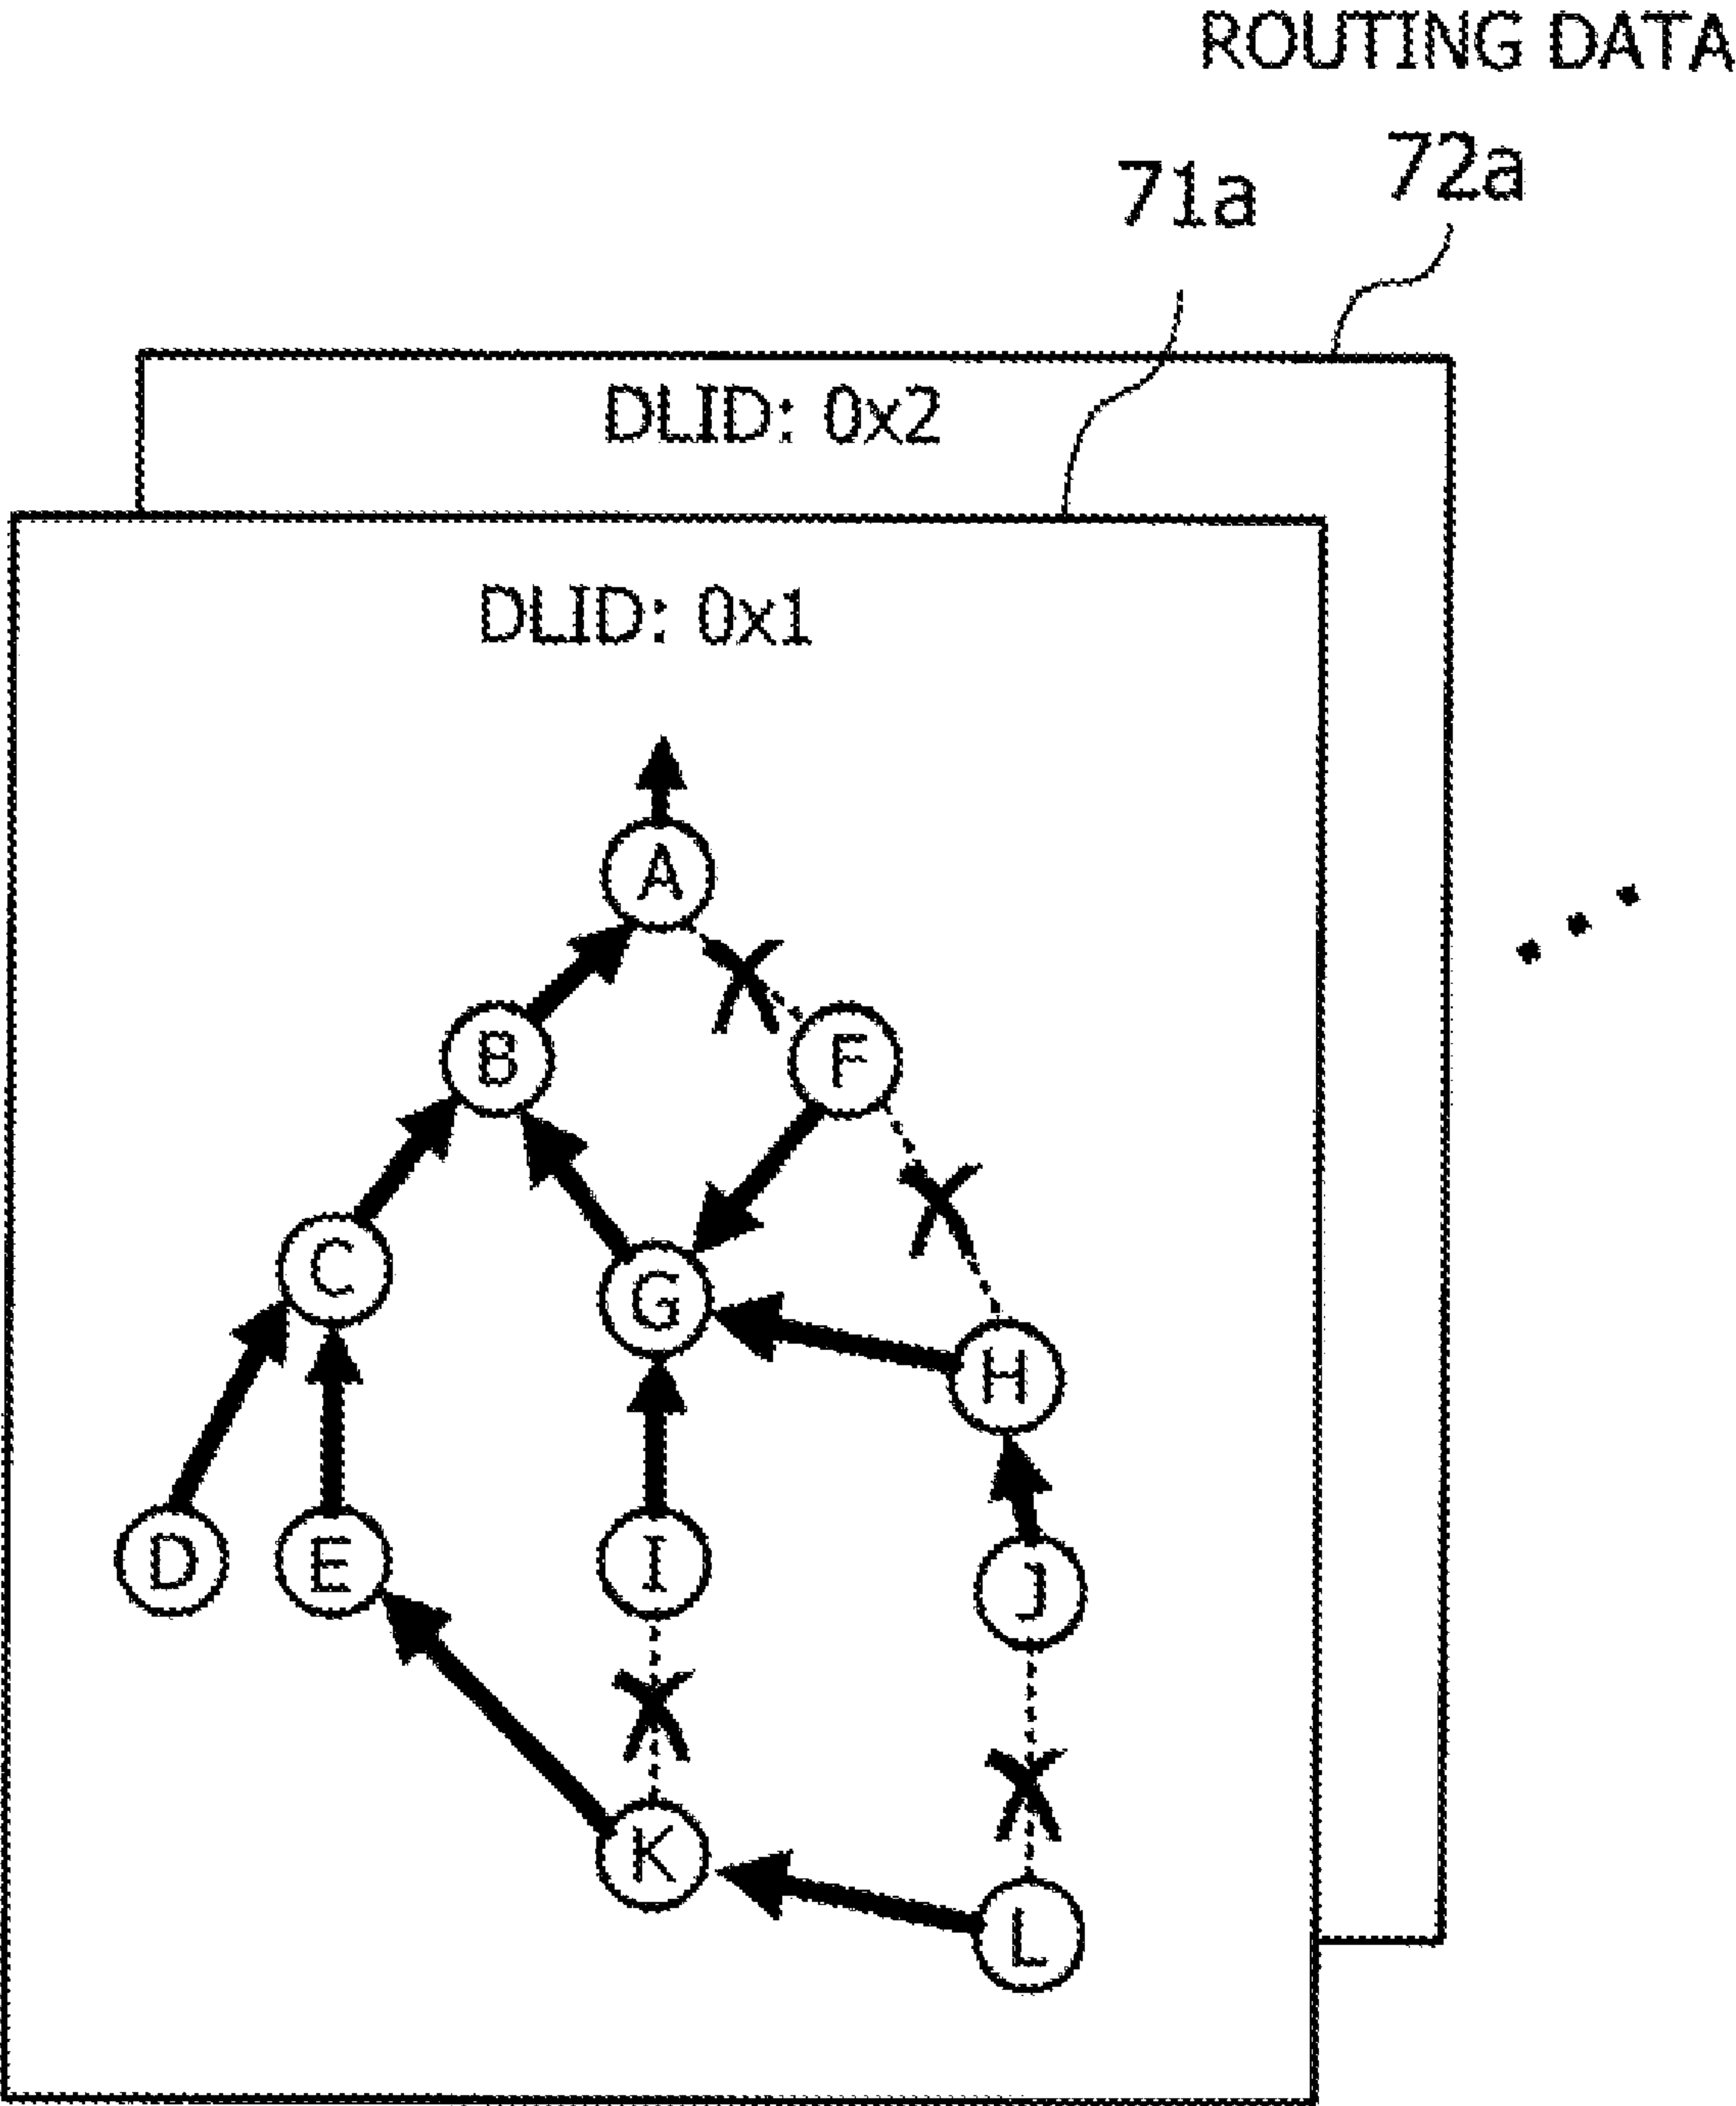 ROUTING DATA
72a
71a
DLID: 0x2
DLID: 0x1
A
B
F
C
G
H
D
E
I
J
K
L